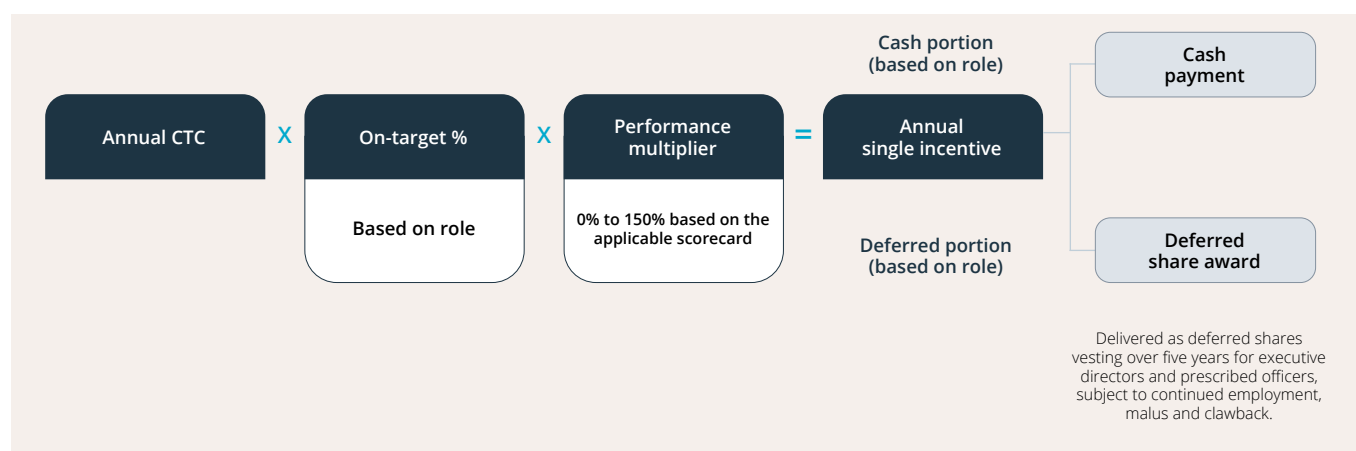 Cash portion
(based on role)
Cash
payment
Annual CTC
X
On-target %
X
Performance
multiplier
=
Annual
single incentive
Based on role
0% to 150% based on the
applicable scorecard
Deferred portion
(based on role)
Deferred
share award
Delivered as deferred shares
vesting over five years for executive
directors and prescribed officers,
subject to continued employment,
malus and clawback.